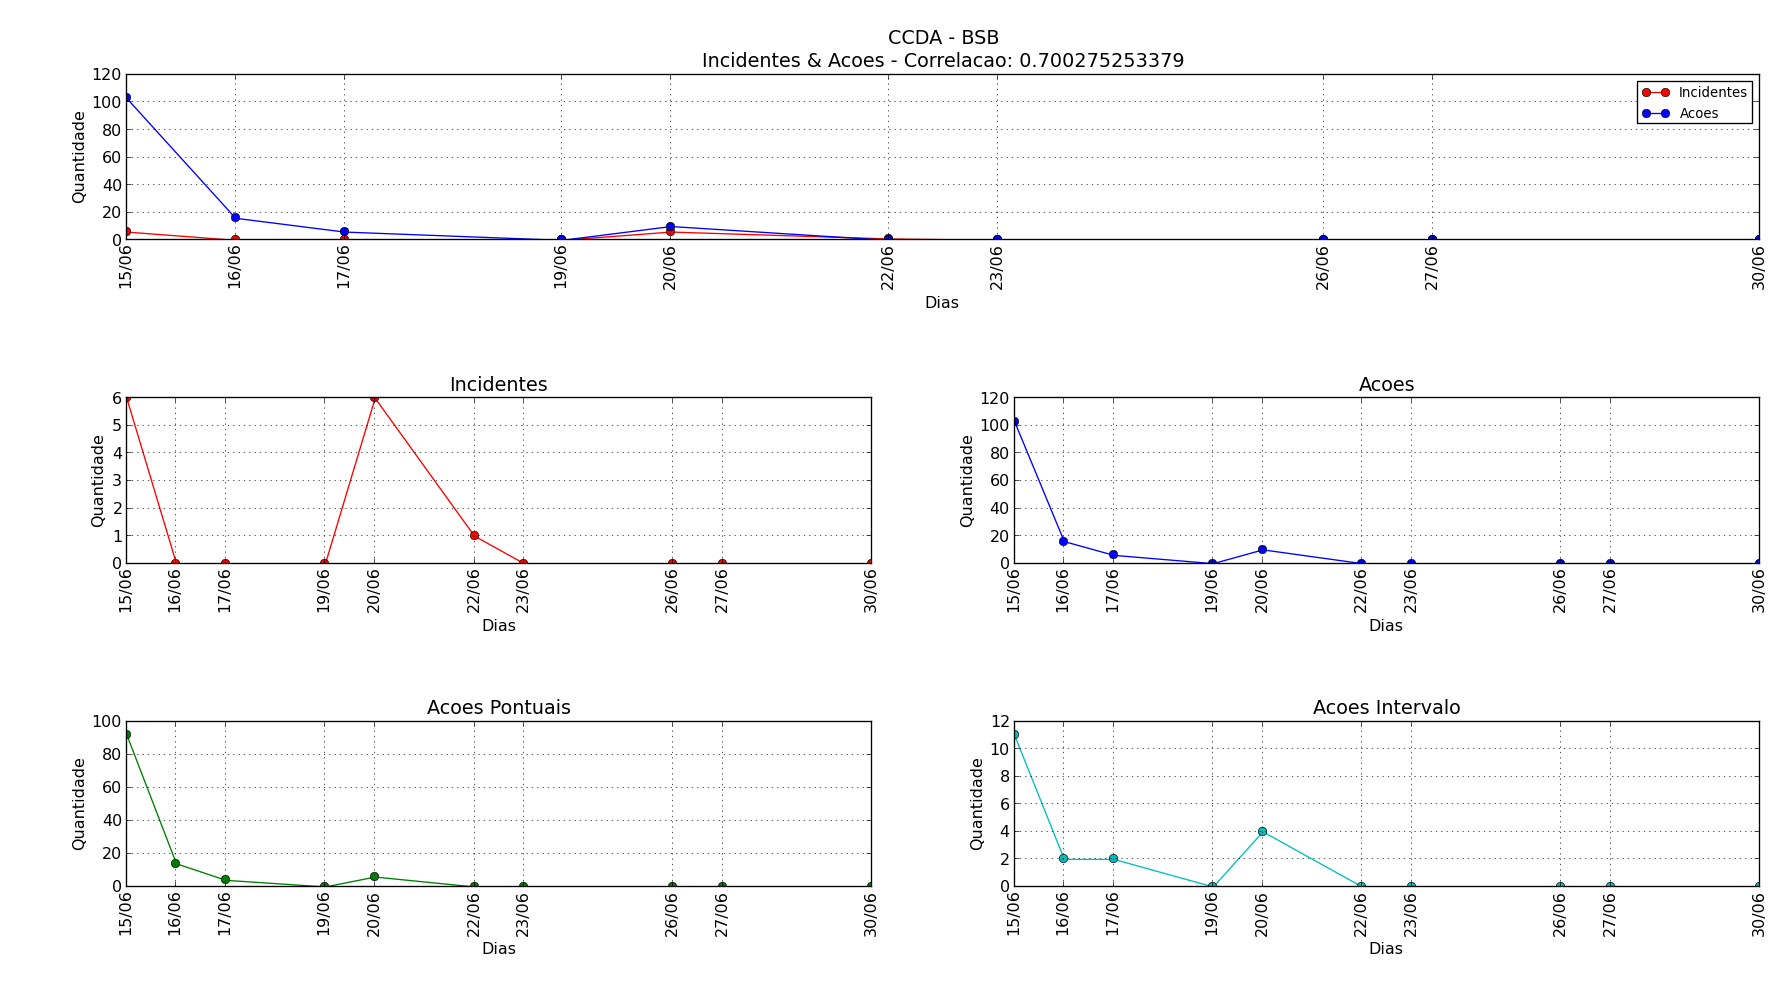 CCDA - BSB
Incidentes & Acoes - Correlacao: 0.700275253379
Quantidade
120
100
80
60
40
20
0
Incidentes
Acoes
15/06 16/06 17/06 19/06 20/06 22/06 23/06 26/06 27/06 30/06
Dias
Incidentes
Quantidade
6
5
4
3
2
1
0
15/06 16/06 17/06 19/06 20/06 22/06 23/06 26/06 27/06 30/06
Dias
Acoes
Quantidade
120
100
80
60
40
20
0
15/06 16/06 17/06 19/06 20/06 22/06 23/06 26/06 27/06 30/06
Dias
Acoes Pontuais
Quantidade
100
80
60
40
20
0
15/06 16/06 17/06 19/06 20/06 22/06 23/06 26/06 27/06 30/06
Dias
Acoes Intervalo
Quantidade
12
10
8
6
4
2
0
15/06 16/06 17/06 19/06 20/06 22/06 23/06 26/06 27/06 30/06
Dias